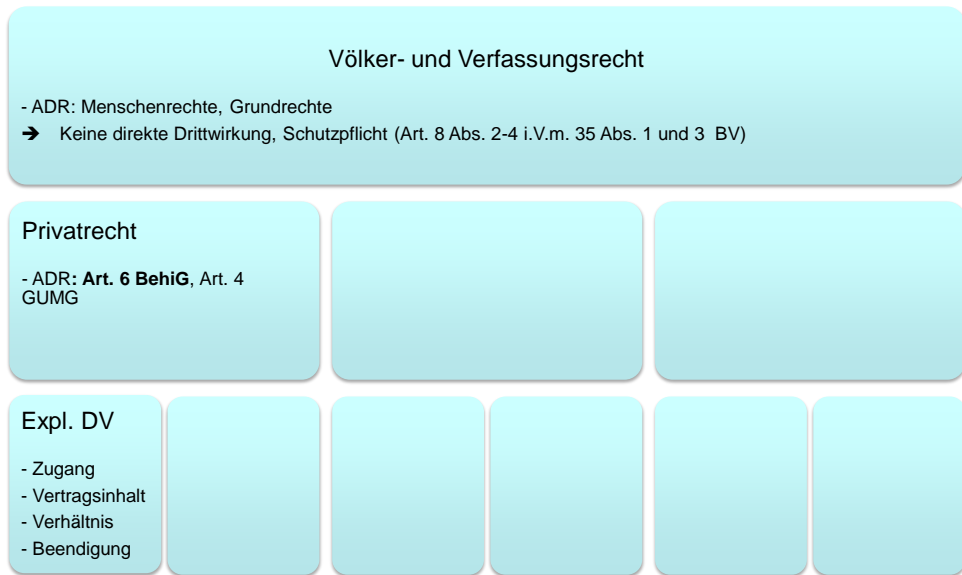 Völker- und Verfassungsrecht
- ADR: Menschenrechte, Grundrechte
➔ Keine direkte Drittwirkung, Schutzpflicht (Art. 8 Abs. 2-4 i.V.m. 35 Abs. 1 und 3 BV)
Privatrecht
- ADR: Art. 6 BehiG, Art. 4
GUMG
Expl. DV
- Zugang
- Vertragsinhalt
- Verhältnis
- Beendigung